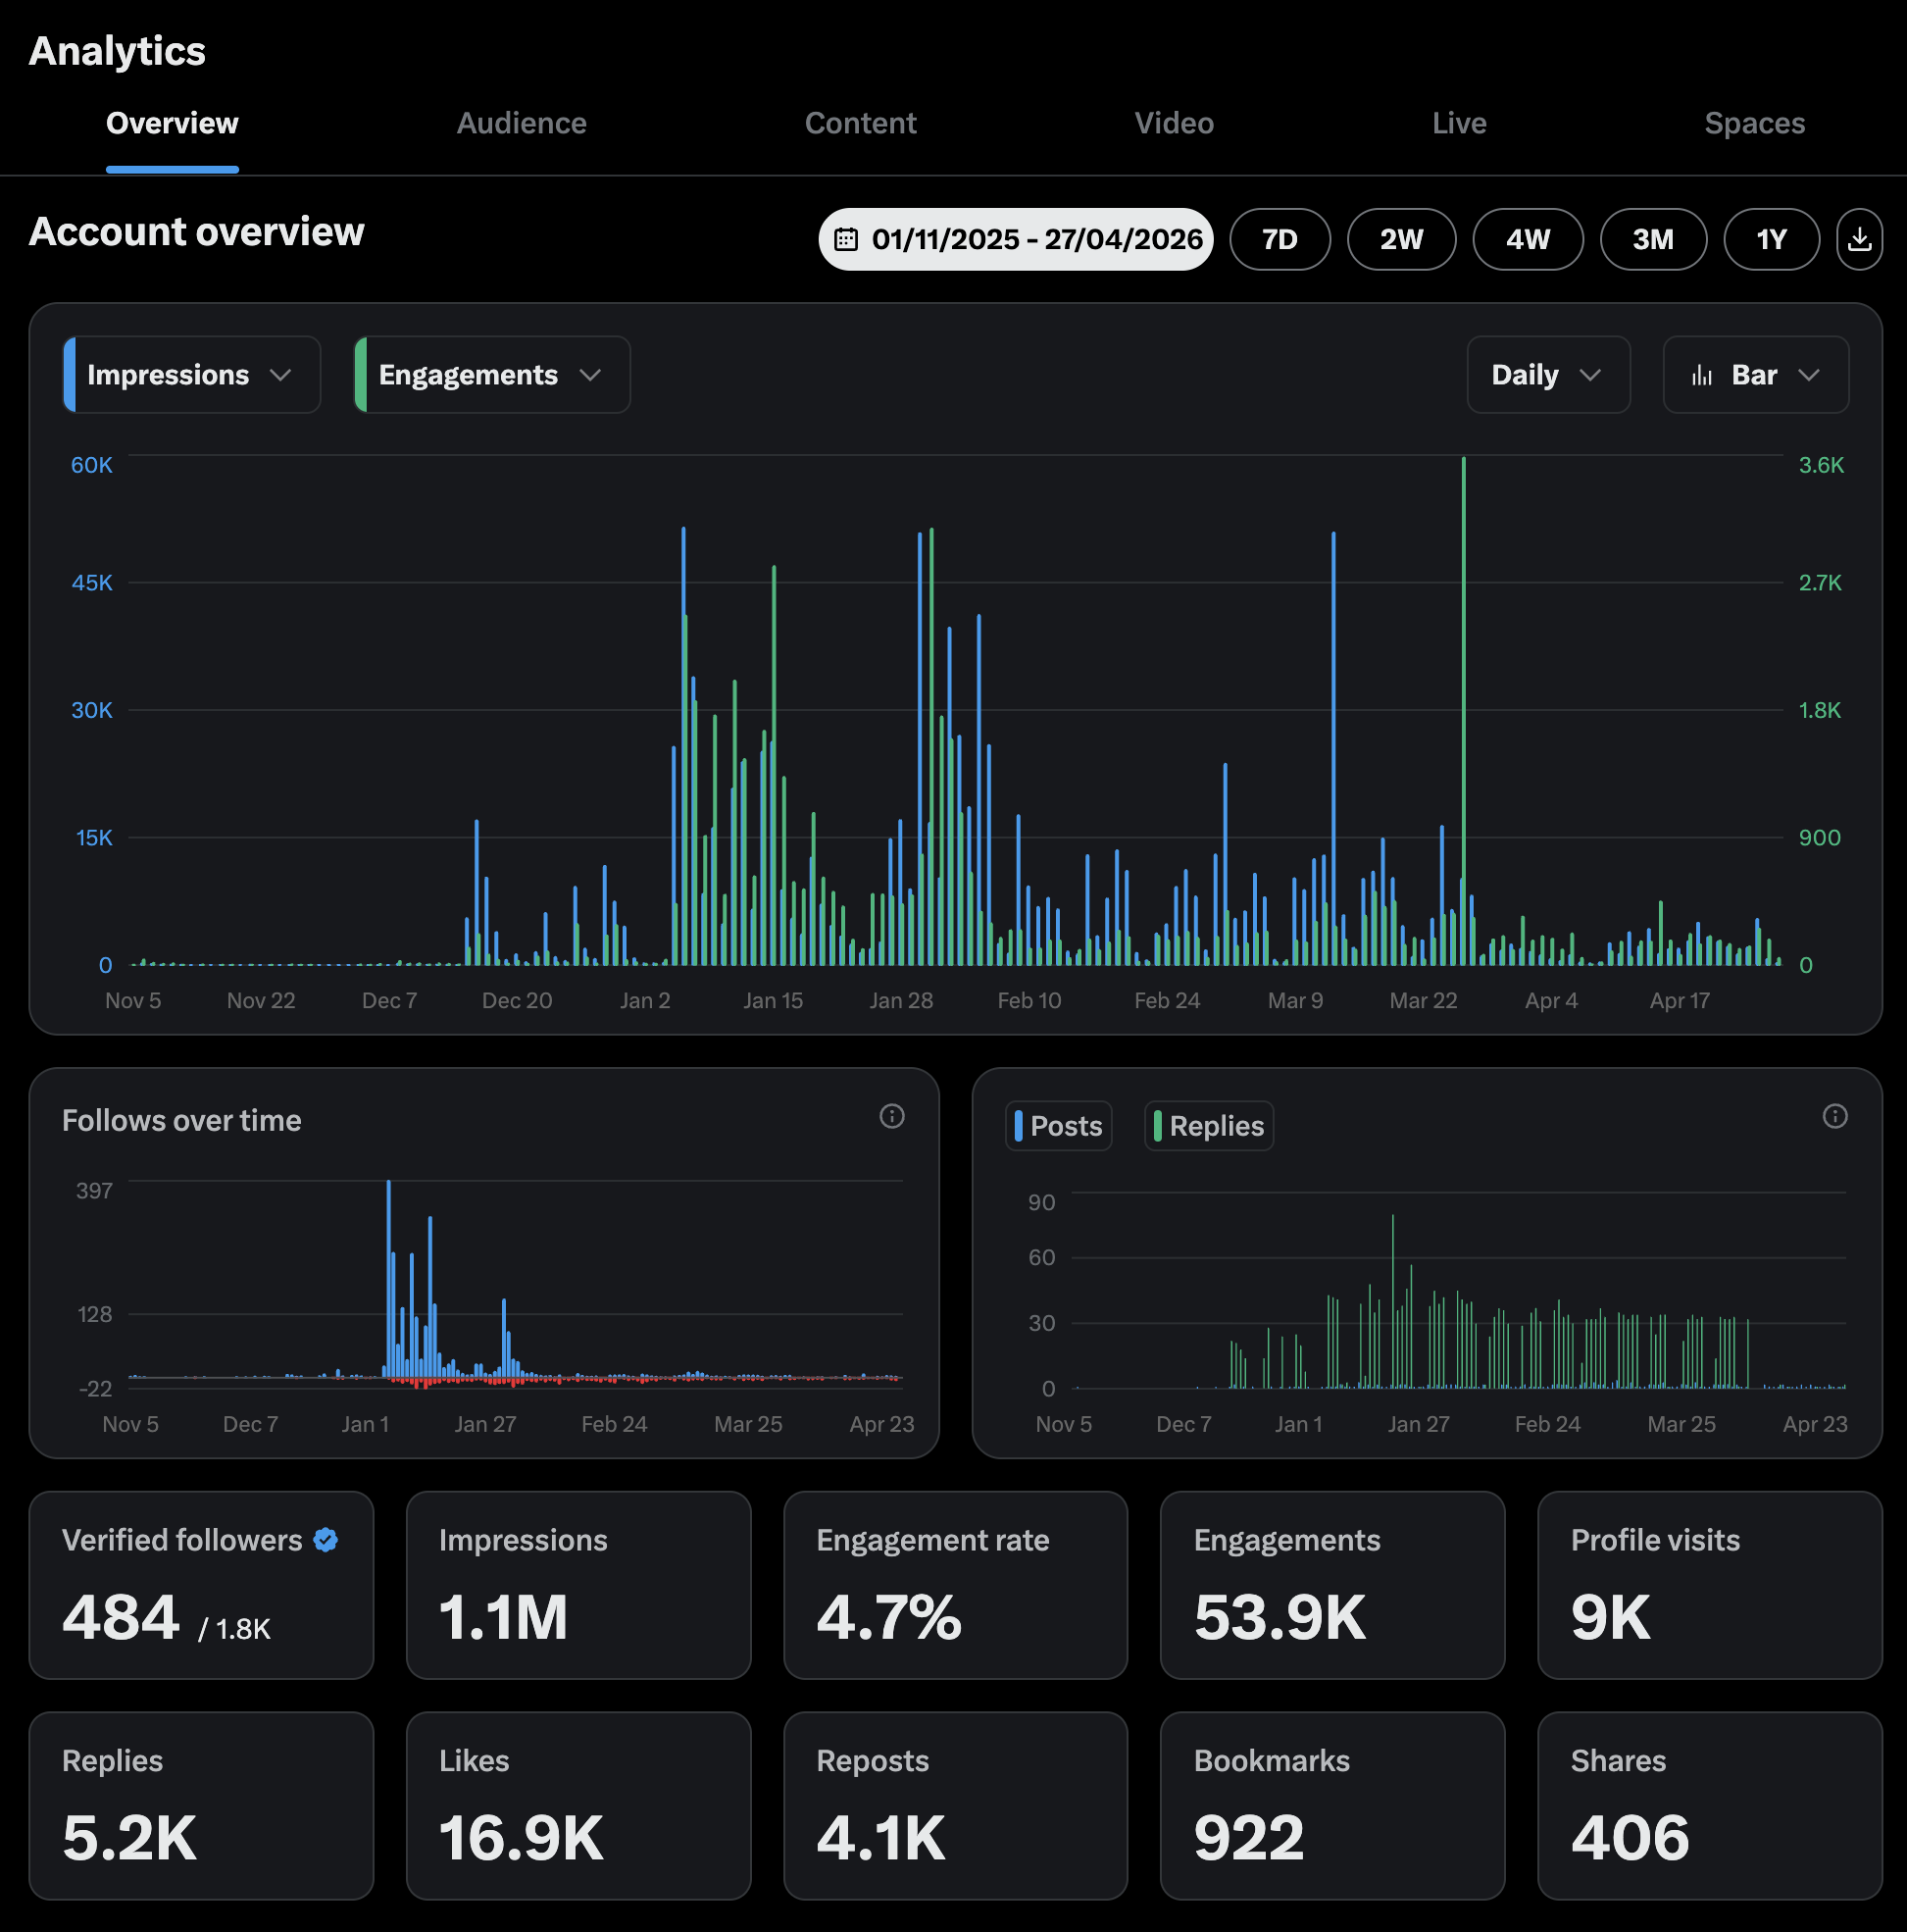 Analytics
Overview Audience Content Video Live Spaces
Account overview
01/11/2025 - 27/04/2026 7D 2W 4W 3M 1Y
Impressions Engagements Daily Bar
60K 3.6K
45K 2.7K
30K 1.8K
15K 900
0 0
Nov 5 Nov 22 Dec 7 Dec 20 Jan 2 Jan 15 Jan 28 Feb 10 Feb 24 Mar 9 Mar 22 Apr 4 Apr 17
Follows over time
397
128
-22
Nov 5 Dec 7 Jan 1 Jan 27 Feb 24 Mar 25 Apr 23
Posts Replies
90
60
30
0
Nov 5 Dec 7 Jan 1 Jan 27 Feb 24 Mar 25 Apr 23
Verified followers
484 / 1.8K
Impressions
1.1M
Engagement rate
4.7%
Engagements
53.9K
Profile visits
9K
Replies
5.2K
Likes
16.9K
Reposts
4.1K
Bookmarks
922
Shares
406